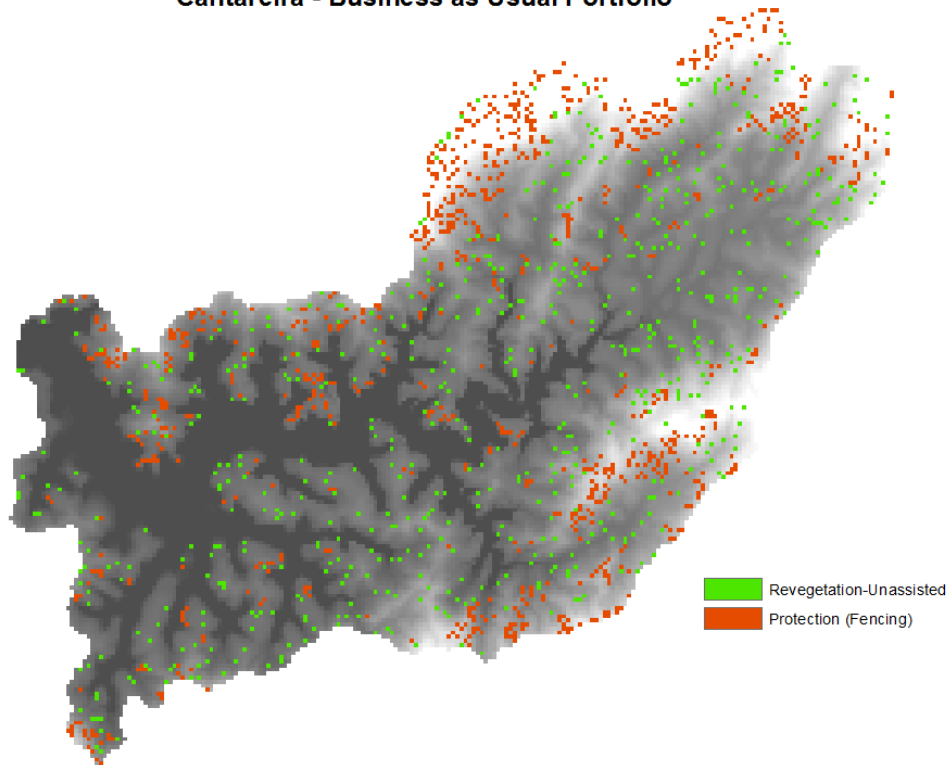 Cantareira - Business as Usual Portfolio
Revegetation-Unassisted
Protection (Fencing)